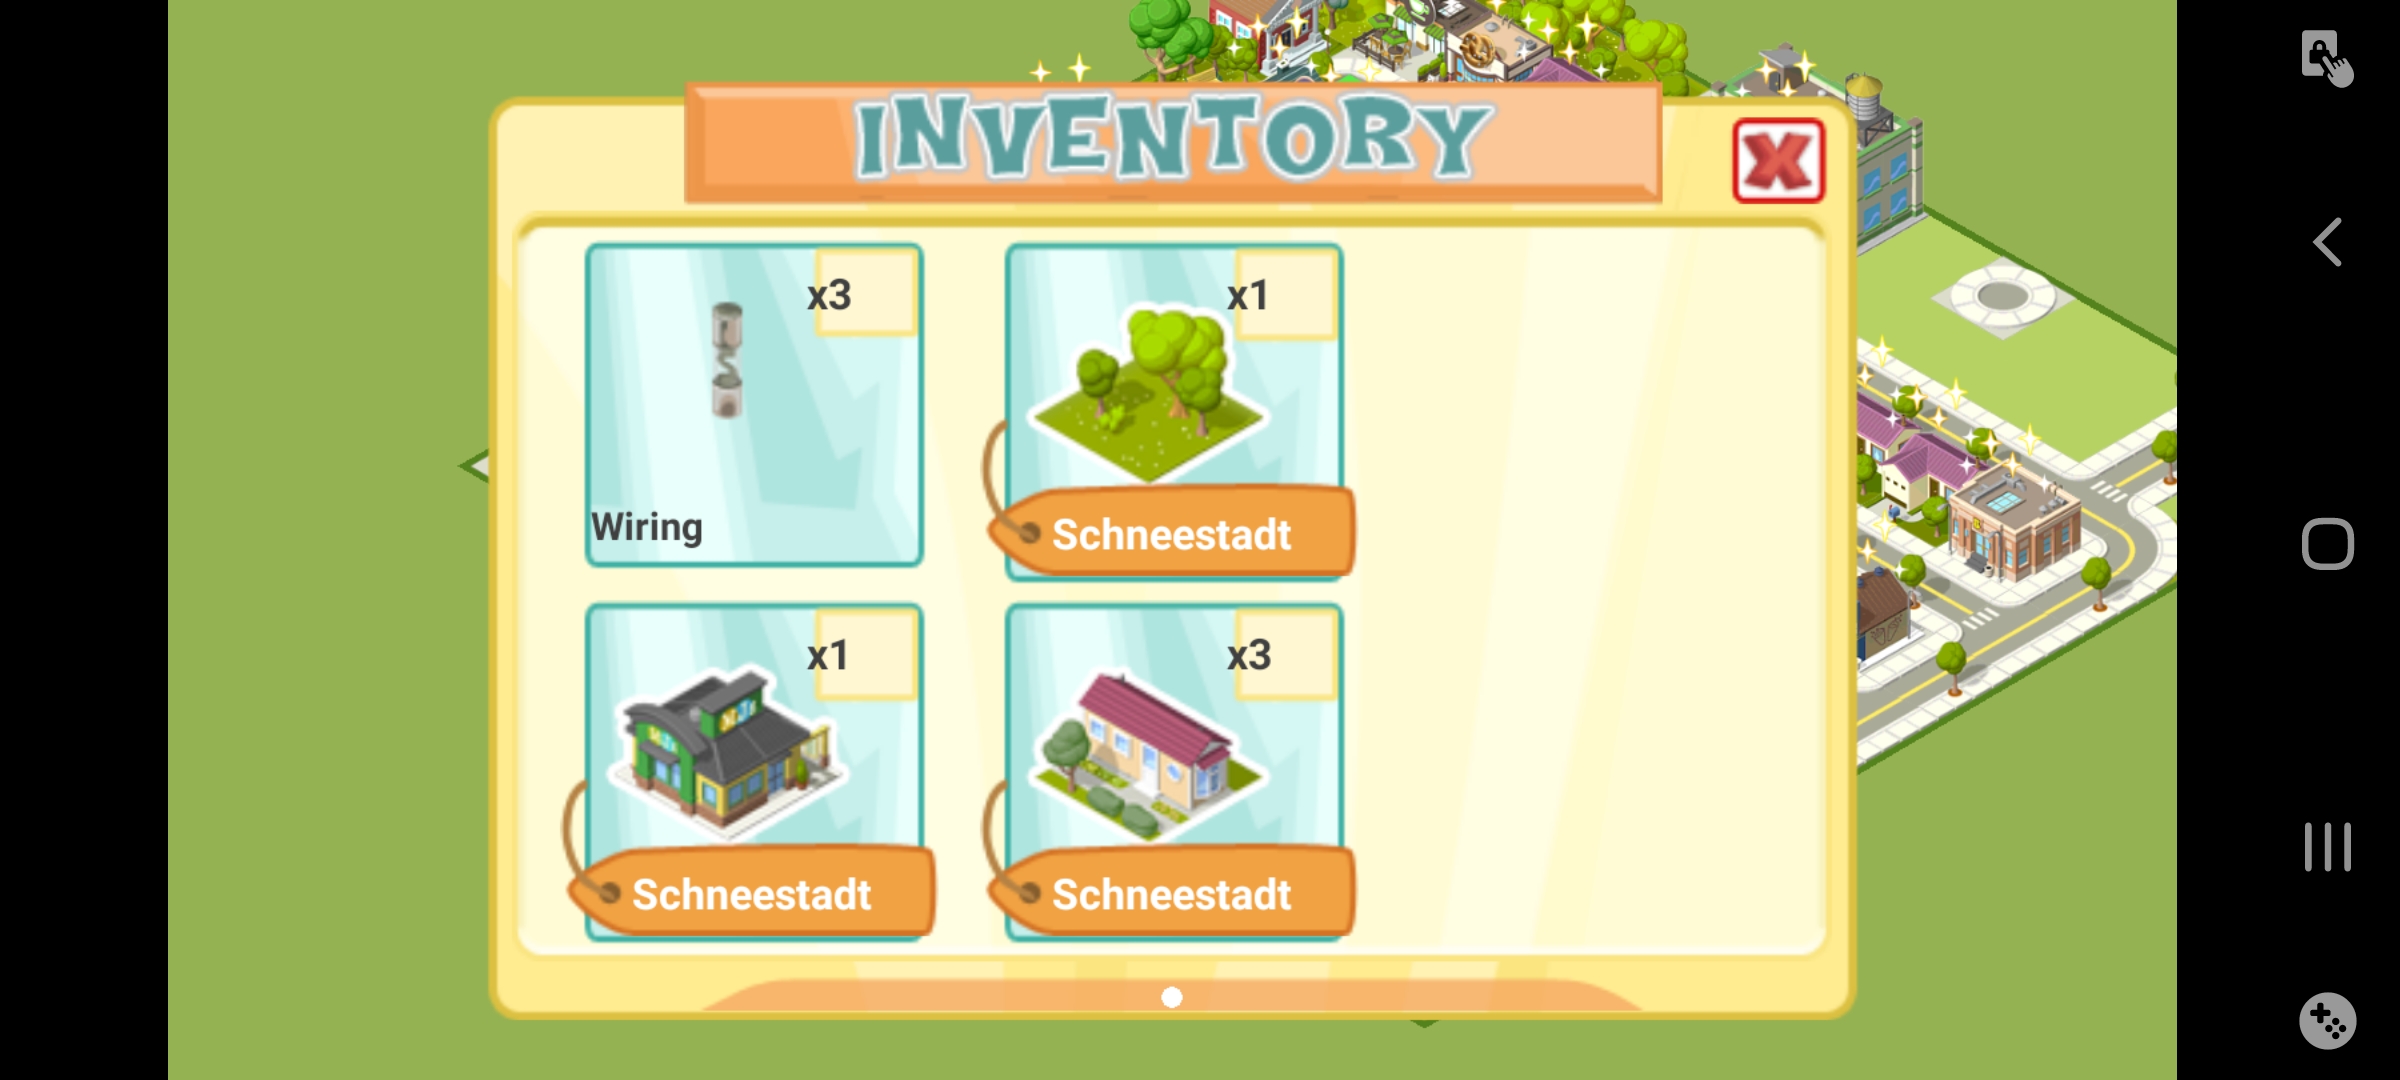 INVENTORY
x3
Wiring
x1
Schneestadt
x1
Schneestadt
x3
Schneestadt